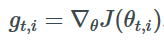 g_{t,i} = ∇_θ J(θ_{t,i})